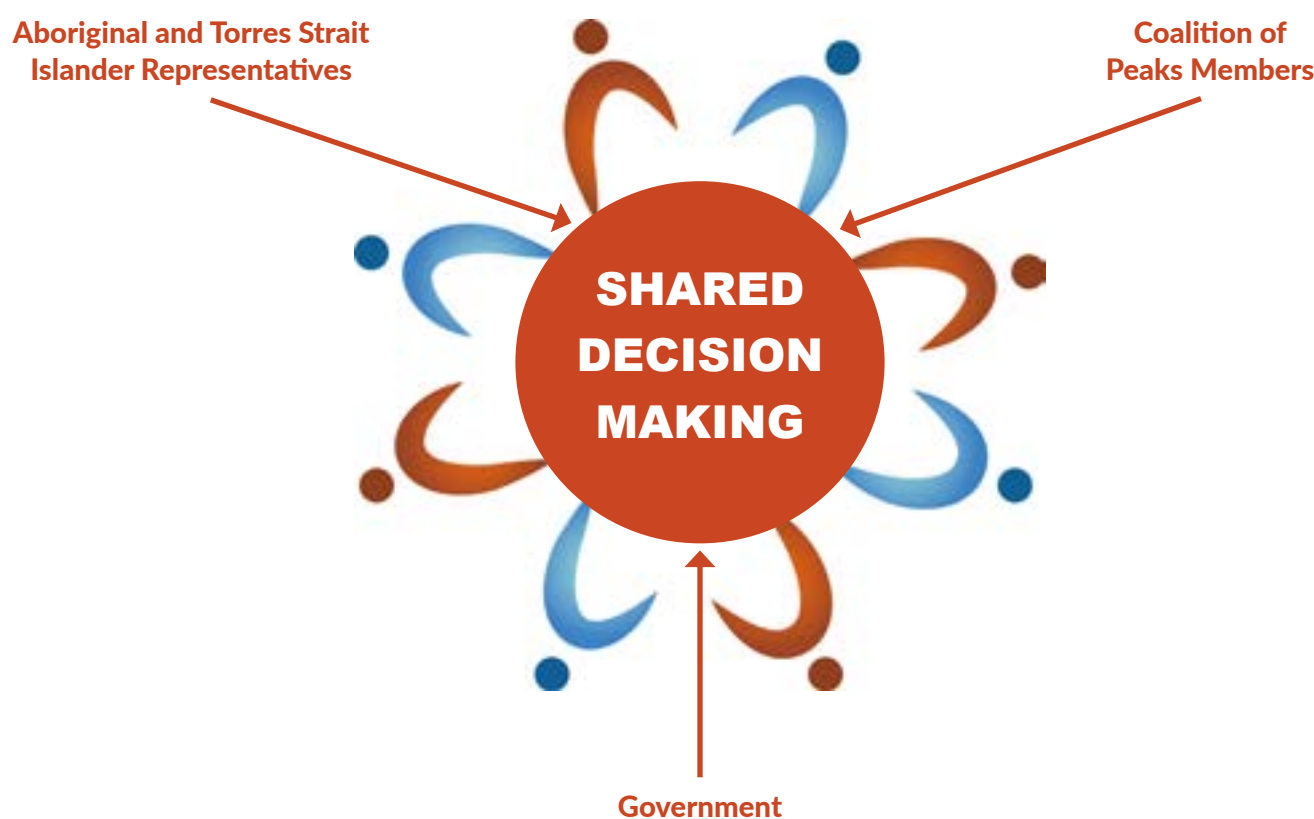 Aboriginal and Torres Strait
Islander Representatives
Coalition of
Peaks Members
SHARED
DECISION
MAKING
Government